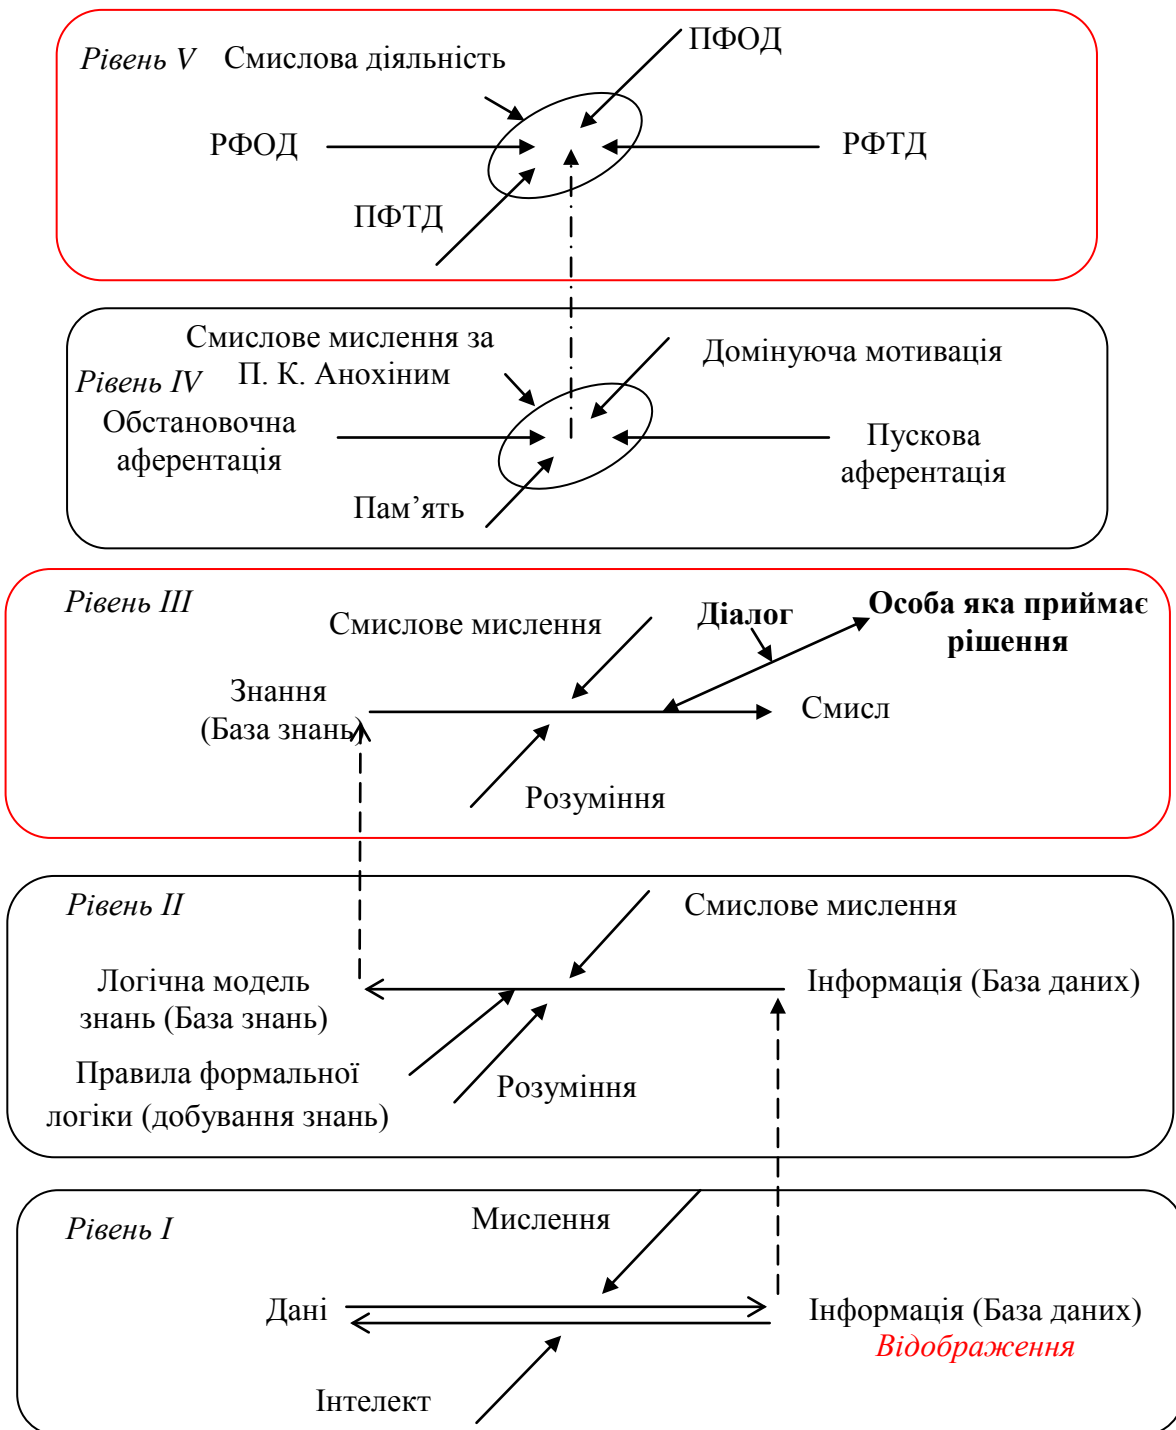 Рівень V
Смислова діяльність
ПФОД
РФОД
РФТД
ПФТД
Смислове мислення за
П. К. Анохіним
Домінуюча мотивація
Рівень IV
Обстановочна
аферентація
Пускова
аферентація
Пам’ять
Рівень III
Смислове мислення
Діалог
Особа яка приймає
рішення
Знання
(База знань)
Смисл
Розуміння
Рівень II
Смислове мислення
Логічна модель
знань (База знань)
Інформація (База даних)
Правила формальної
логіки (добування знань)
Розуміння
Рівень I
Мислення
Дані
Інформація (База даних)
Відображення
Інтелект